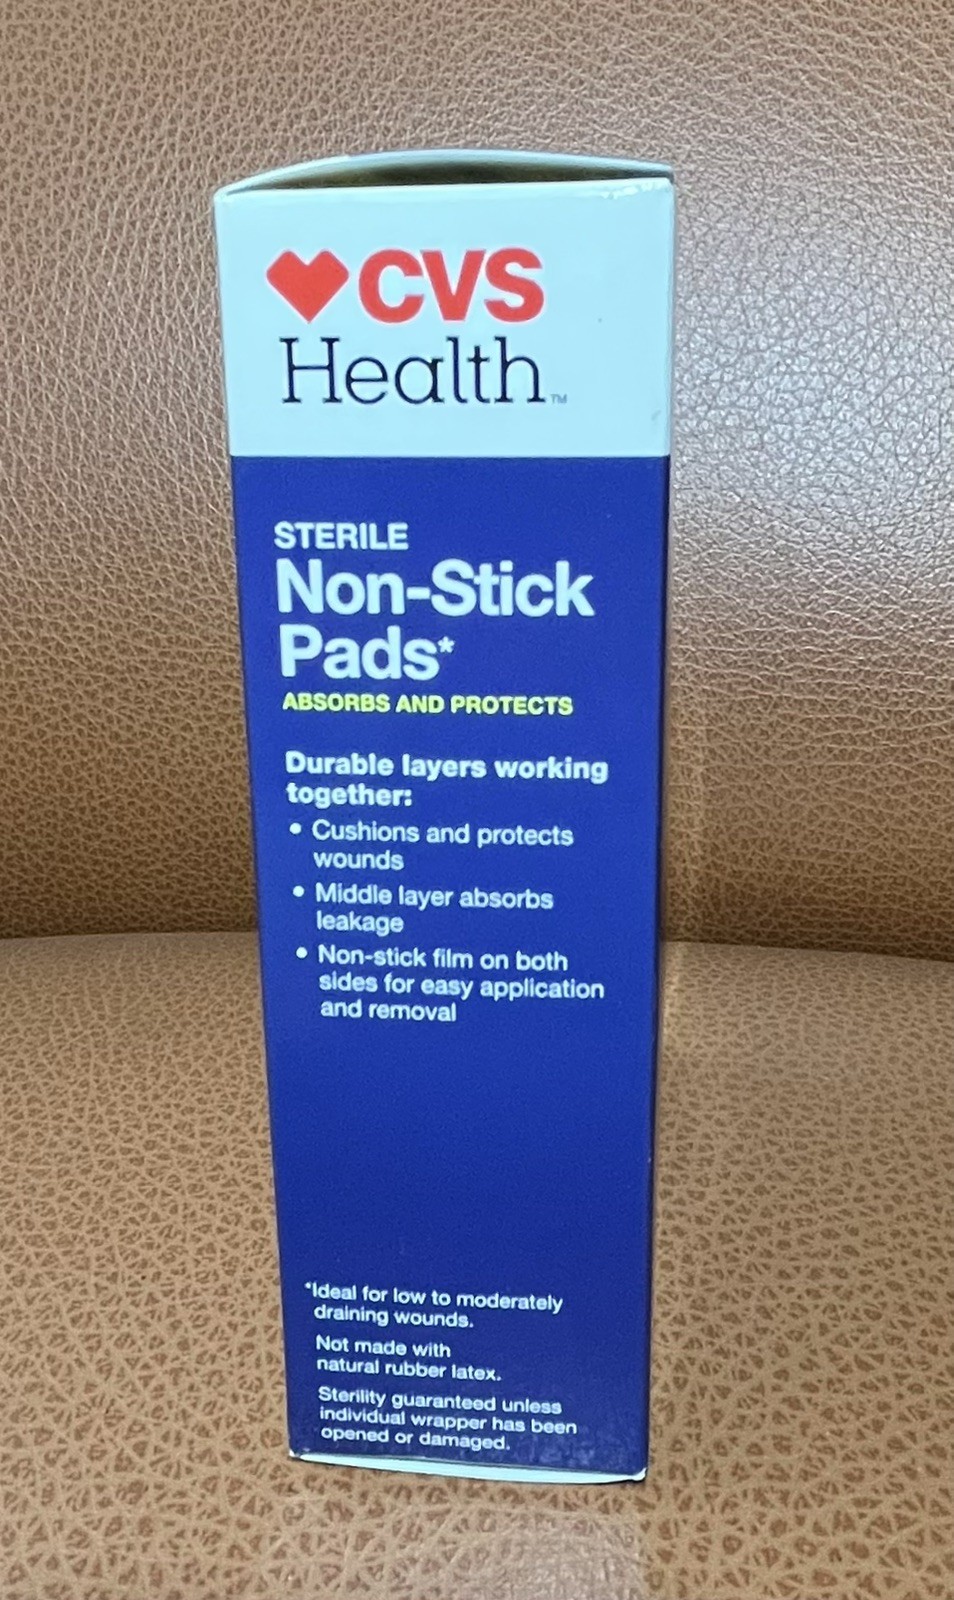 CVS
Health™
STERILE
Non-Stick
Pads*
ABSORBS AND PROTECTS
Durable layers working
together:
• Cushions and protects
wounds
• Middle layer absorbs
leakage
• Non-stick film on both
sides for easy application
and removal
*Ideal for low to moderately
draining wounds.
Not made with
natural rubber latex.
Sterility guaranteed unless
individual wrapper has been
opened or damaged.